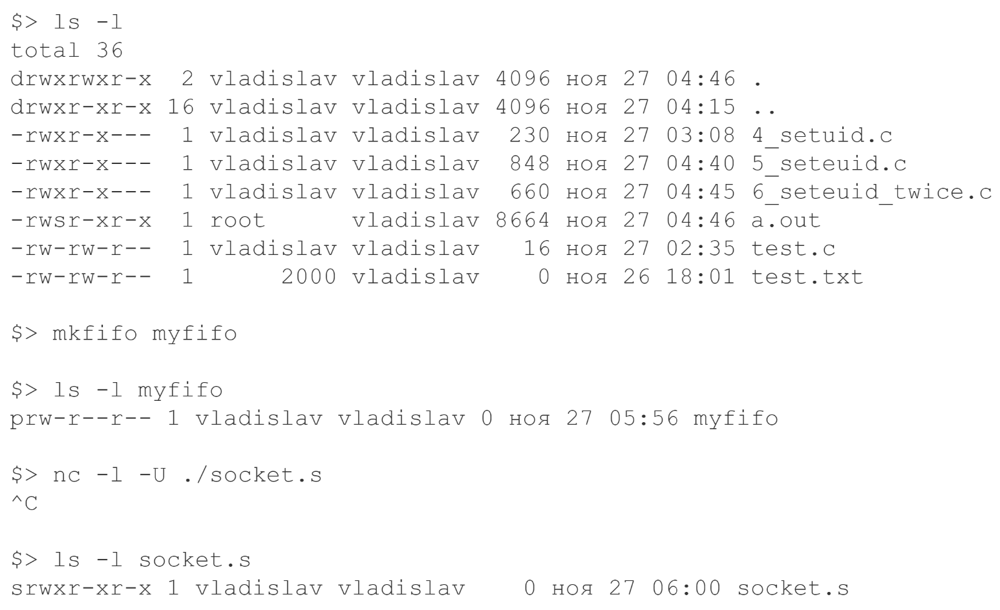 $> ls -l
total 36
drwxrwxr-x  2 vladislav vladislav 4096 ноя 27 04:46 .
drwxr-xr-x 16 vladislav vladislav 4096 ноя 27 04:15 ..
-rwxr-x---  1 vladislav vladislav  230 ноя 27 03:08 4_setuid.c
-rwxr-x---  1 vladislav vladislav  848 ноя 27 04:40 5_seteuid.c
-rwxr-x---  1 vladislav vladislav  660 ноя 27 04:45 6_seteuid_twice.c
-rwsr-xr-x  1 root      vladislav 8664 ноя 27 04:46 a.out
-rw-rw-r--  1 vladislav vladislav   16 ноя 27 02:35 test.c
-rw-rw-r--  1      2000 vladislav    0 ноя 26 18:01 test.txt
$> mkfifo myfifo
$> ls -l myfifo
prw-r--r-- 1 vladislav vladislav 0 ноя 27 05:56 myfifo
$> nc -l -U ./socket.s
^C
$> ls -l socket.s
srwxr-xr-x 1 vladislav vladislav    0 ноя 27 06:00 socket.s